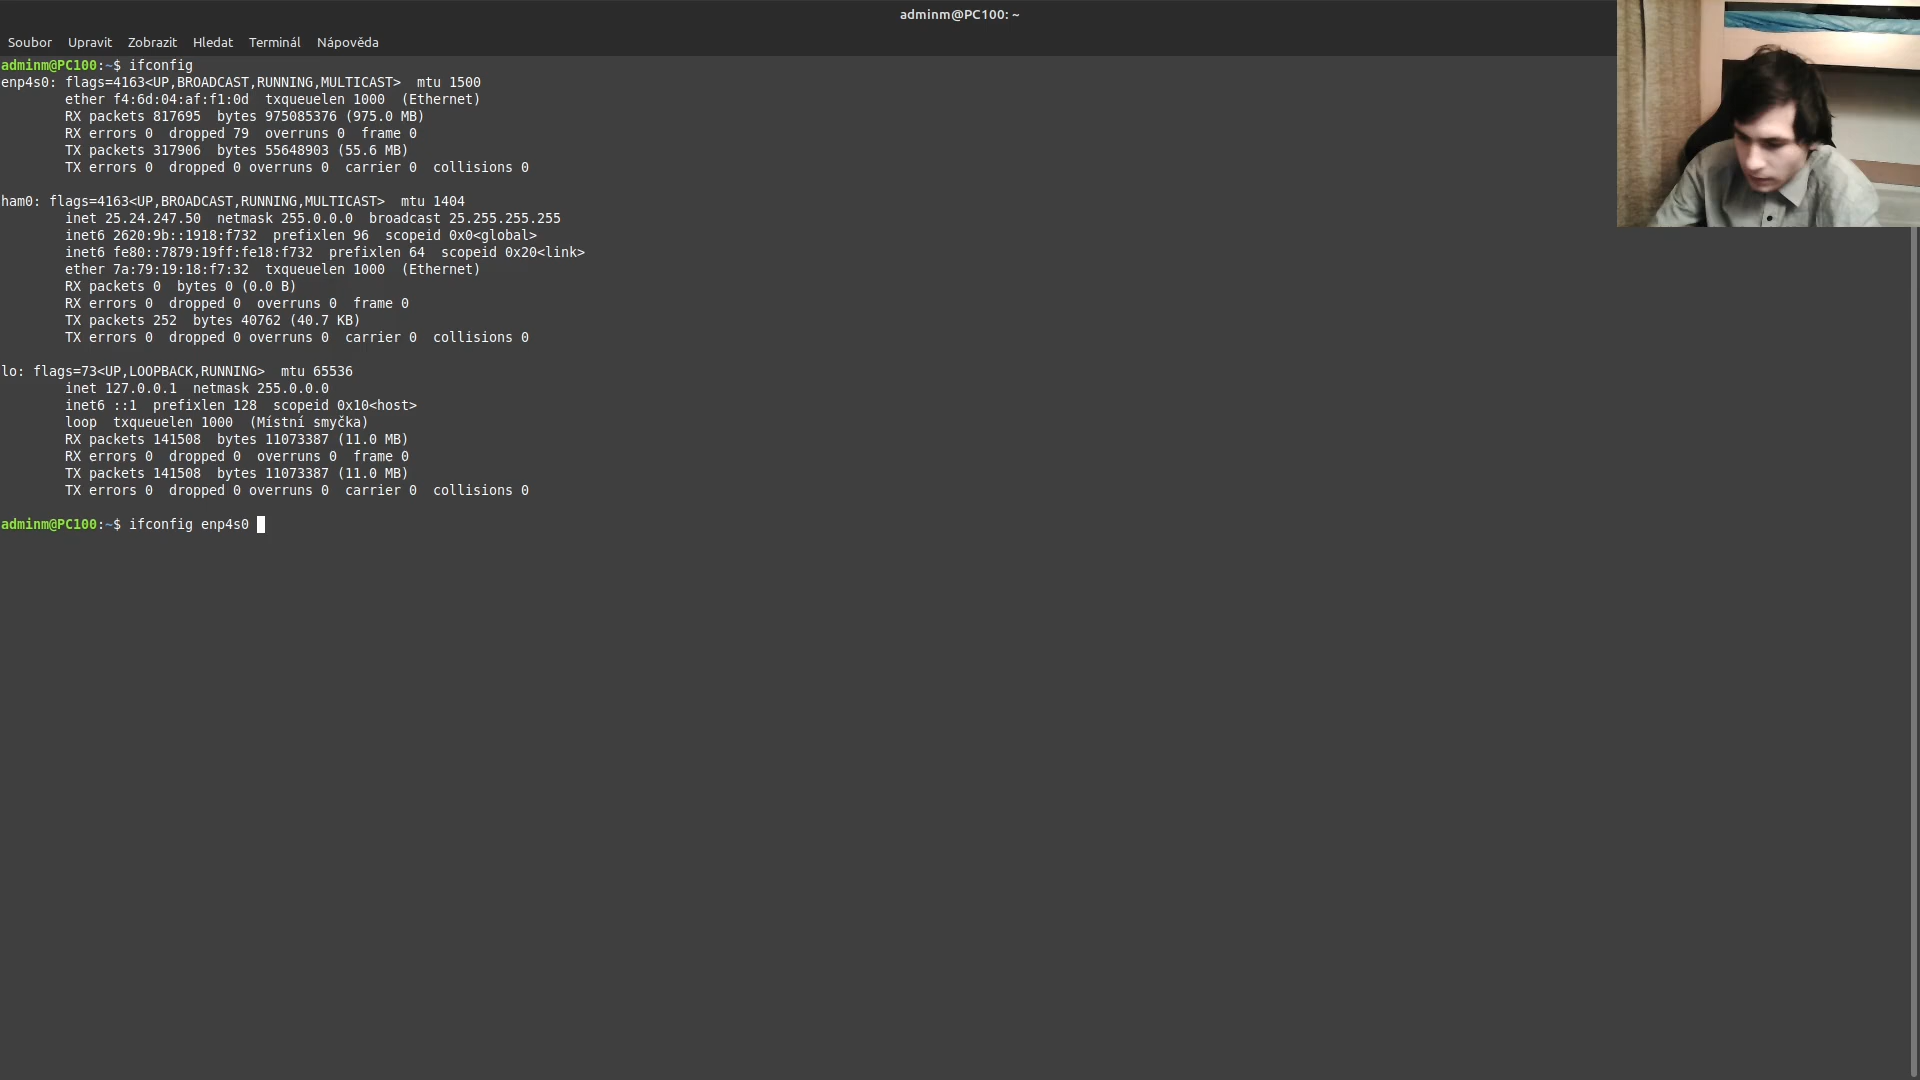 adminm@PC100: ~
Soubor Upravit Zobrazit Hledat Terminál Nápověda
adminm@PC100:~$ ifconfig
enp4s0: flags=4163<UP,BROADCAST,RUNNING,MULTICAST>  mtu 1500
        ether f4:6d:04:af:f1:0d  txqueuelen 1000  (Ethernet)
        RX packets 817695  bytes 975085376 (975.0 MB)
        RX errors 0  dropped 79  overruns 0  frame 0
        TX packets 317906  bytes 55648903 (55.6 MB)
        TX errors 0  dropped 0 overruns 0  carrier 0  collisions 0

ham0: flags=4163<UP,BROADCAST,RUNNING,MULTICAST>  mtu 1404
        inet 25.24.247.50  netmask 255.0.0.0  broadcast 25.255.255.255
        inet6 2620:9b::1918:f732  prefixlen 96  scopeid 0x0<global>
        inet6 fe80::7879:19ff:fe18:f732  prefixlen 64  scopeid 0x20<link>
        ether 7a:79:19:18:f7:32  txqueuelen 1000  (Ethernet)
        RX packets 0  bytes 0 (0.0 B)
        RX errors 0  dropped 0  overruns 0  frame 0
        TX packets 252  bytes 40762 (40.7 KB)
        TX errors 0  dropped 0 overruns 0  carrier 0  collisions 0

lo: flags=73<UP,LOOPBACK,RUNNING>  mtu 65536
        inet 127.0.0.1  netmask 255.0.0.0
        inet6 ::1  prefixlen 128  scopeid 0x10<host>
        loop  txqueuelen 1000  (Místní smyčka)
        RX packets 141508  bytes 11073387 (11.0 MB)
        RX errors 0  dropped 0  overruns 0  frame 0
        TX packets 141508  bytes 11073387 (11.0 MB)
        TX errors 0  dropped 0 overruns 0  carrier 0  collisions 0

adminm@PC100:~$ ifconfig enp4s0